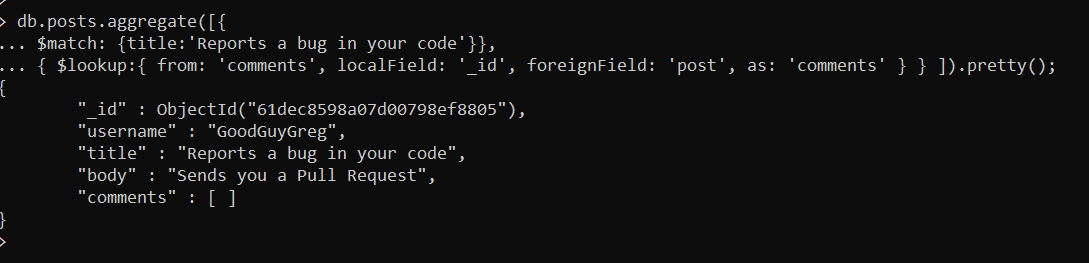 >
> db.posts.aggregate([{
... $match: {title:'Reports a bug in your code'}},
... { $lookup:{ from: 'comments', localField: '_id', foreignField: 'post', as: 'comments' } } ]).pretty();
{
        "_id" : ObjectId("61dec8598a07d00798ef8805"),
        "username" : "GoodGuyGreg",
        "title" : "Reports a bug in your code",
        "body" : "Sends you a Pull Request",
        "comments" : [ ]
}
>